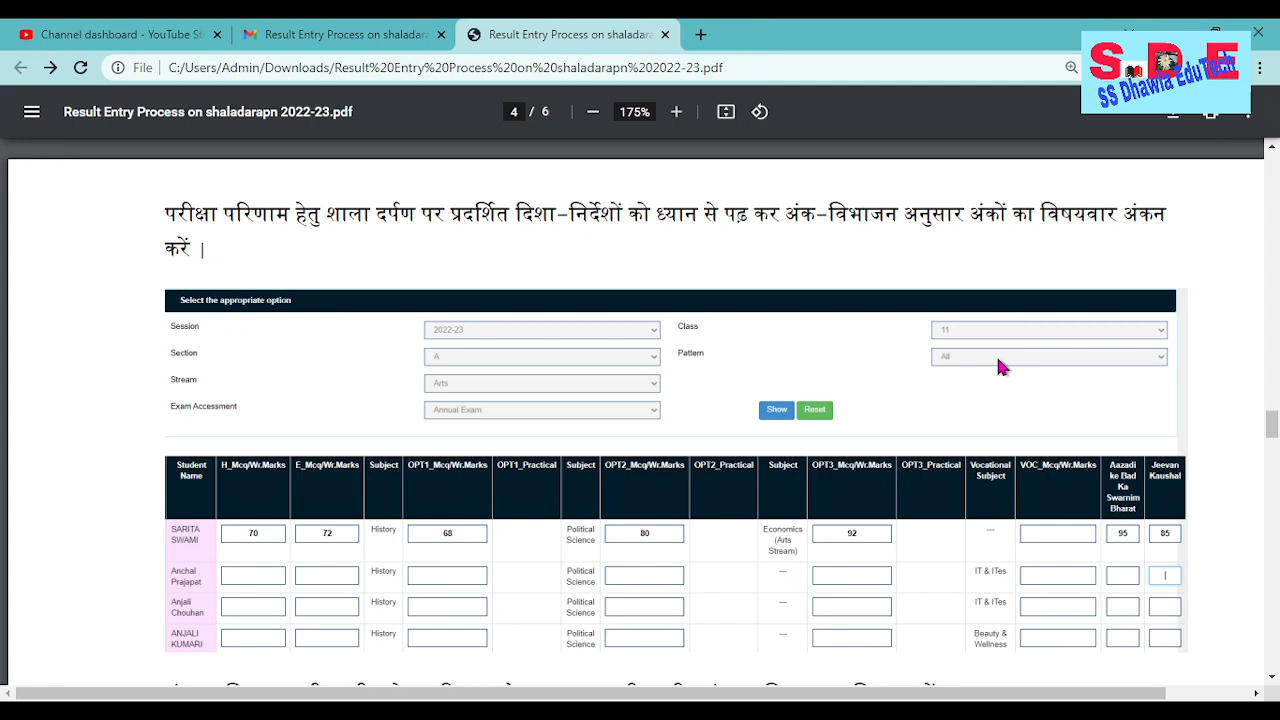 Channel dashboard - YouTube St
Result Entry Process on shaladara
Result Entry Process on shaladara
S D E
SS Dhawla EduTech
File
C:/Users/Admin/Downloads/Result%20Entry%20Process%20on%20shaladarapn%202022-23.pdf
Result Entry Process on shaladarapn 2022-23.pdf
4 / 6
175%
परीक्षा परिणाम हेतु शाला दर्पण पर प्रदर्शित दिशा-निर्देशों को ध्यान से पढ़ कर अंक-विभाजन अनुसार अंकों का विषयवार अंकन
करें |
Select the appropriate option
Session 2022-23 Class 11
Section A Pattern All
Stream Arts
Exam Assessment Annual Exam Show Reset
Student Name H_Mcq/Wr.Marks E_Mcq/Wr.Marks Subject OPT1_Mcq/Wr.Marks OPT1_Practical Subject OPT2_Mcq/Wr.Marks OPT2_Practical Subject OPT3_Mcq/Wr.Marks OPT3_Practical Vocational Subject VOC_Mcq/Wr.Marks Aazadi ke Bad Ka Swarnim Bharat Jeevan Kaushal
SARITA SWAMI 70 72 History 68 Political Science 80 Economics (Arts Stream) 92 --- 95 85
Anchal Prajapat History Political Science --- IT & ITes
Anjali Chouhan History Political Science --- IT & ITes
ANJALI KUMARI History Political Science --- Beauty & Wellness